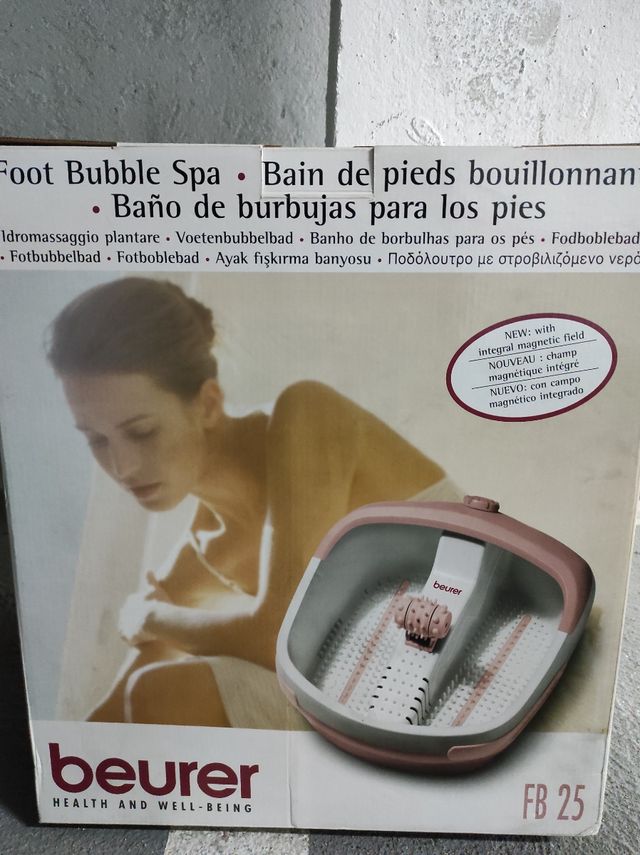 Foot Bubble Spa • Bain de pieds bouillonnant
• Baño de burbujas para los pies
Idromassaggio plantare • Voetenbubbelbad • Banho de borbulhas para os pés • Fodboblebad
• Fotbubbelbad • Fotboblebad • Ayak fışkırma banyosu • Ποδόλουτρο με στροβιλιζόμενο νερό
NEW: with
integral magnetic field
NOUVEAU : champ
magnétique intégré
NUEVO: con campo
magnético integrado
beurer
beurer
HEALTH AND WELL-BEING
FB 25